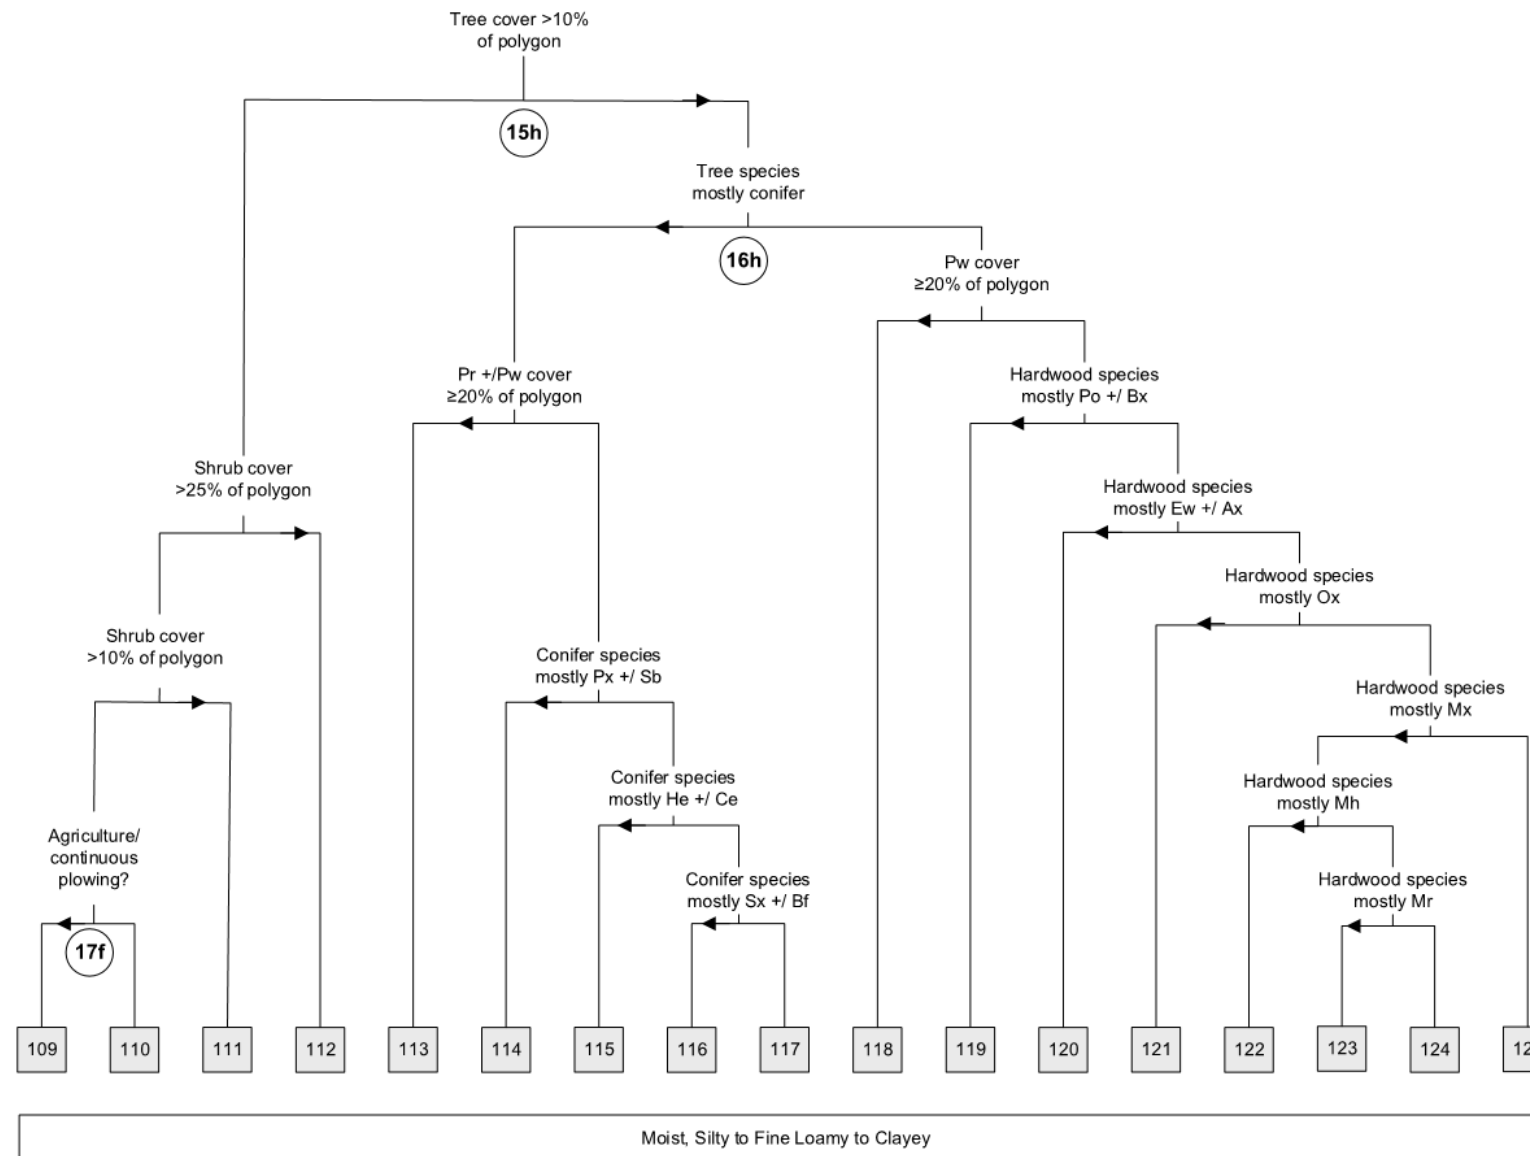 Tree cover >10%
of polygon
15h
Tree species
mostly conifer
16h
Pw cover
≥20% of polygon
Pr +/Pw cover
≥20% of polygon
Hardwood species
mostly Po +/ Bx
Shrub cover
>25% of polygon
Hardwood species
mostly Ew +/ Ax
Hardwood species
mostly Ox
Shrub cover
>10% of polygon
Conifer species
mostly Px +/ Sb
Hardwood species
mostly Mx
Conifer species
mostly He +/ Ce
Hardwood species
mostly Mh
Agriculture/
continuous
plowing?
Conifer species
mostly Sx +/ Bf
Hardwood species
mostly Mr
17f
109 110 111 112 113 114 115 116 117 118 119 120 121 122 123 124
Moist, Silty to Fine Loamy to Clayey